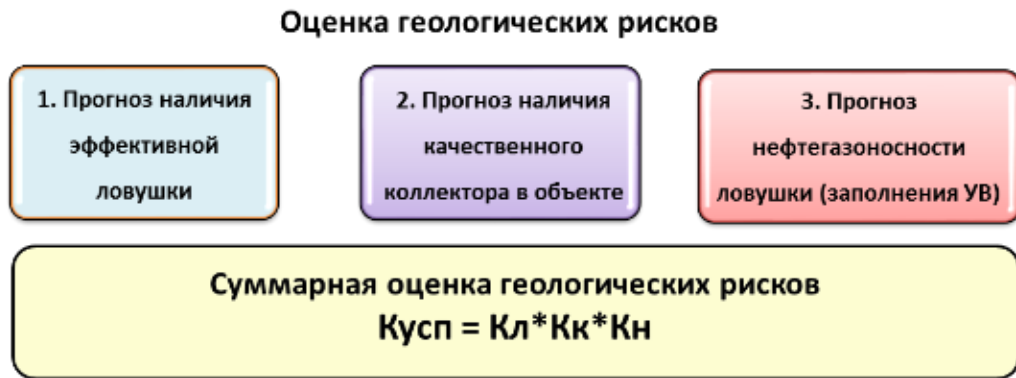 Оценка геологических рисков
1. Прогноз наличия
эффективной
ловушки
2. Прогноз наличия
качественного
коллектора в объекте
3. Прогноз
нефтегазоносности
ловушки (заполнения УВ)
Суммарная оценка геологических рисков
Кусп = Кл*Кк*Кн